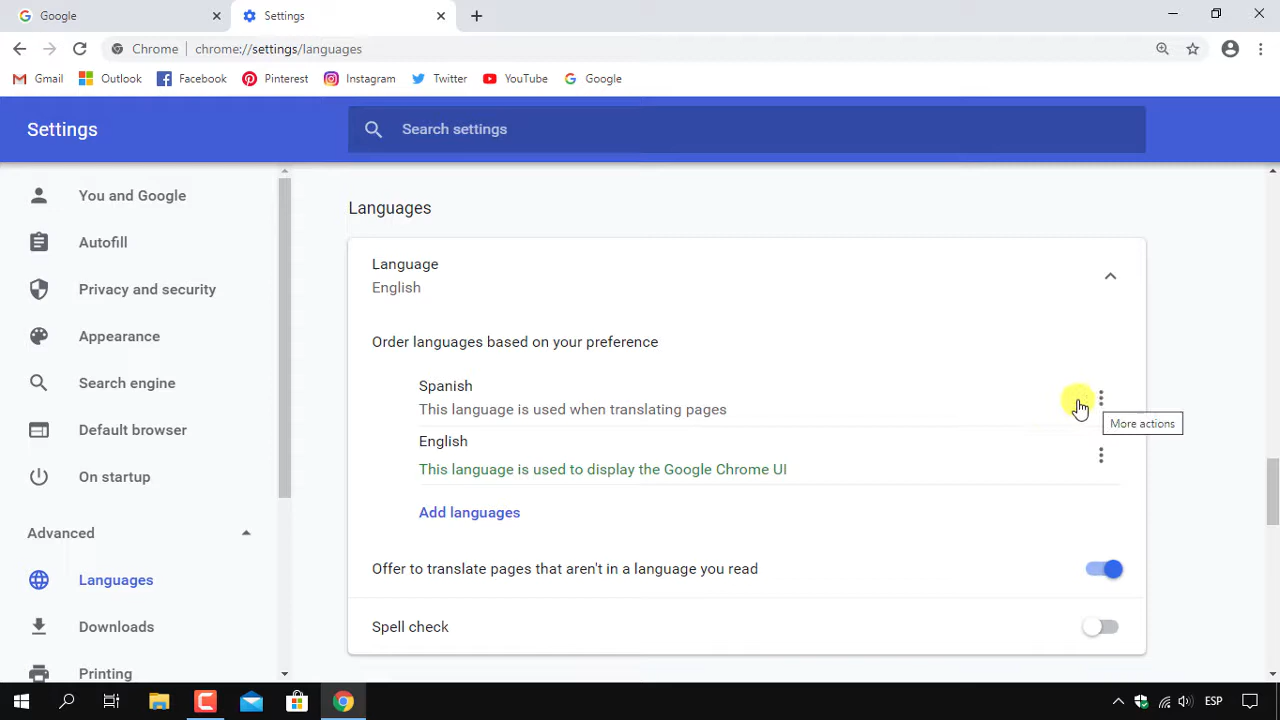 Google
Settings
Chrome
chrome://settings/languages
Gmail
Outlook
Facebook
Pinterest
Instagram
Twitter
YouTube
Google
Settings
Search settings
You and Google
Autofill
Privacy and security
Appearance
Search engine
Default browser
On startup
Advanced
Languages
Downloads
Printing
Languages
Language
English
Order languages based on your preference
Spanish
This language is used when translating pages
More actions
English
This language is used to display the Google Chrome UI
Add languages
Offer to translate pages that aren't in a language you read
Spell check
ESP